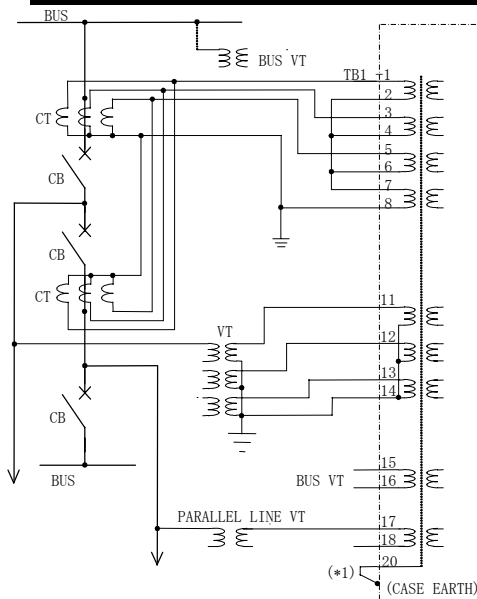 BUS
BUS VT
TB1 -1
2
3
4
5
6
7
8
CT
CB
CB
CT
11
VT
12
13
14
CB
15
BUS VT
16
BUS
PARALLEL LINE VT
17
18
20
(*1)
(CASE EARTH)